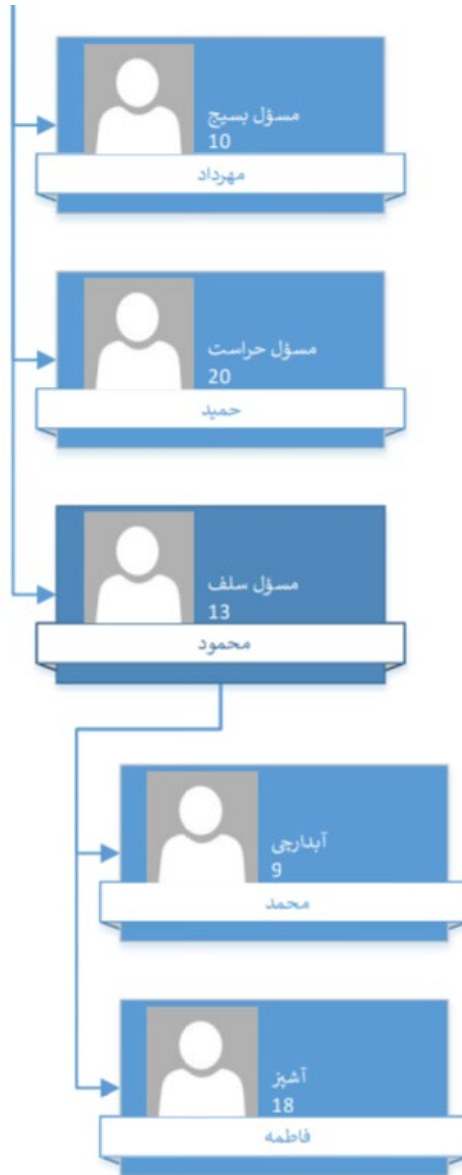 مسؤل بسیج
10
مهرداد
مسؤل حراست
20
حمید
مسؤل سلف
13
محمود
آبدارچی
9
محمد
آشپز
18
فاطمه